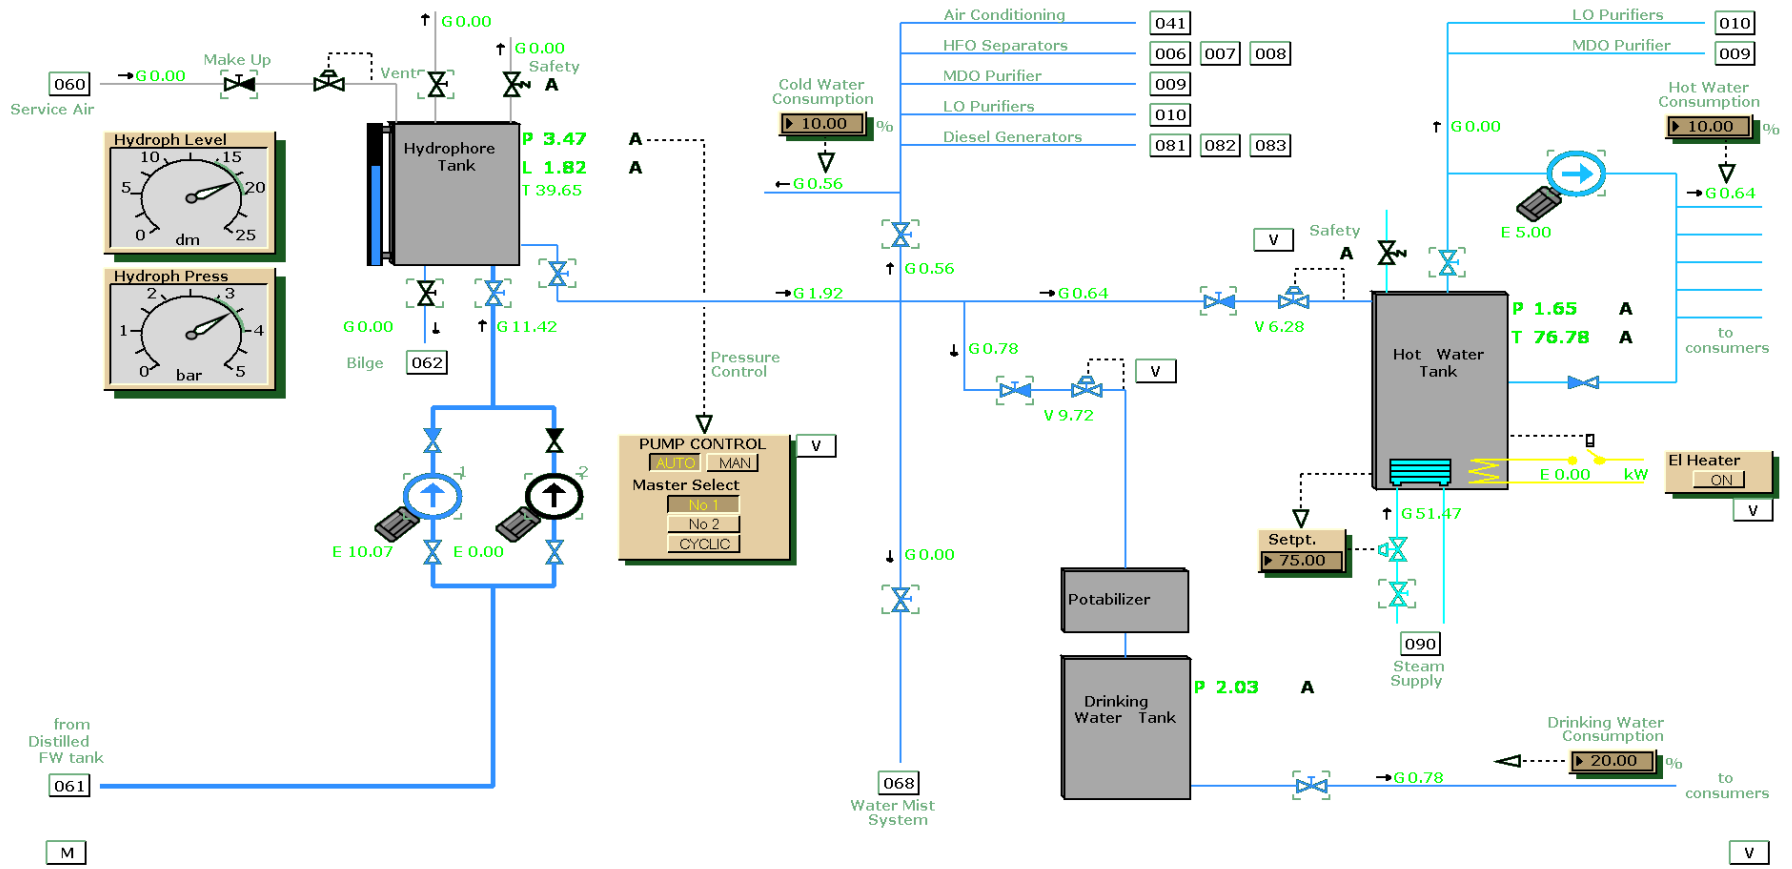 Air Conditioning 041
LO Purifiers 010
G 0.00
HFO Separators 006 007 008
MDO Purifier 009
G 0.00
Make Up
Safety
Vent
A
060
G 0.00
Service Air
MDO Purifier 009
Cold Water
Consumption
10.00 %
LO Purifiers 010
Hot Water
Consumption
10.00 %
Diesel Generators 081 082 083
G 0.00
Hydroph Level
0 5 10 15 20 25
dm
Hydrophore
Tank
P 3.47 A
L 1.82 A
T 39.65
G 0.56
G 0.64
E 5.00
V
Safety
A
Hydroph Press
0 1 2 3 4 5
bar
G 0.56
G 1.92
G 0.64
G 0.00
G 11.42
V 6.28
P 1.65 A
T 76.78 A
Hot Water
Tank
to
consumers
Bilge
062
Pressure
Control
G 0.78
V
V 9.72
PUMP CONTROL
AUTO MAN
Master Select
No 1
No 2
CYCLIC
V
1
2
E 10.07
E 0.00
E 0.00 kW
El Heater
ON
V
G 51.47
Setpt.
75.00
G 0.00
Potabilizer
090
Steam
Supply
Drinking
Water Tank
P 2.03 A
from
Distilled
FW tank
061
Drinking Water
Consumption
20.00 %
G 0.78
to
consumers
068
Water Mist
System
M
V